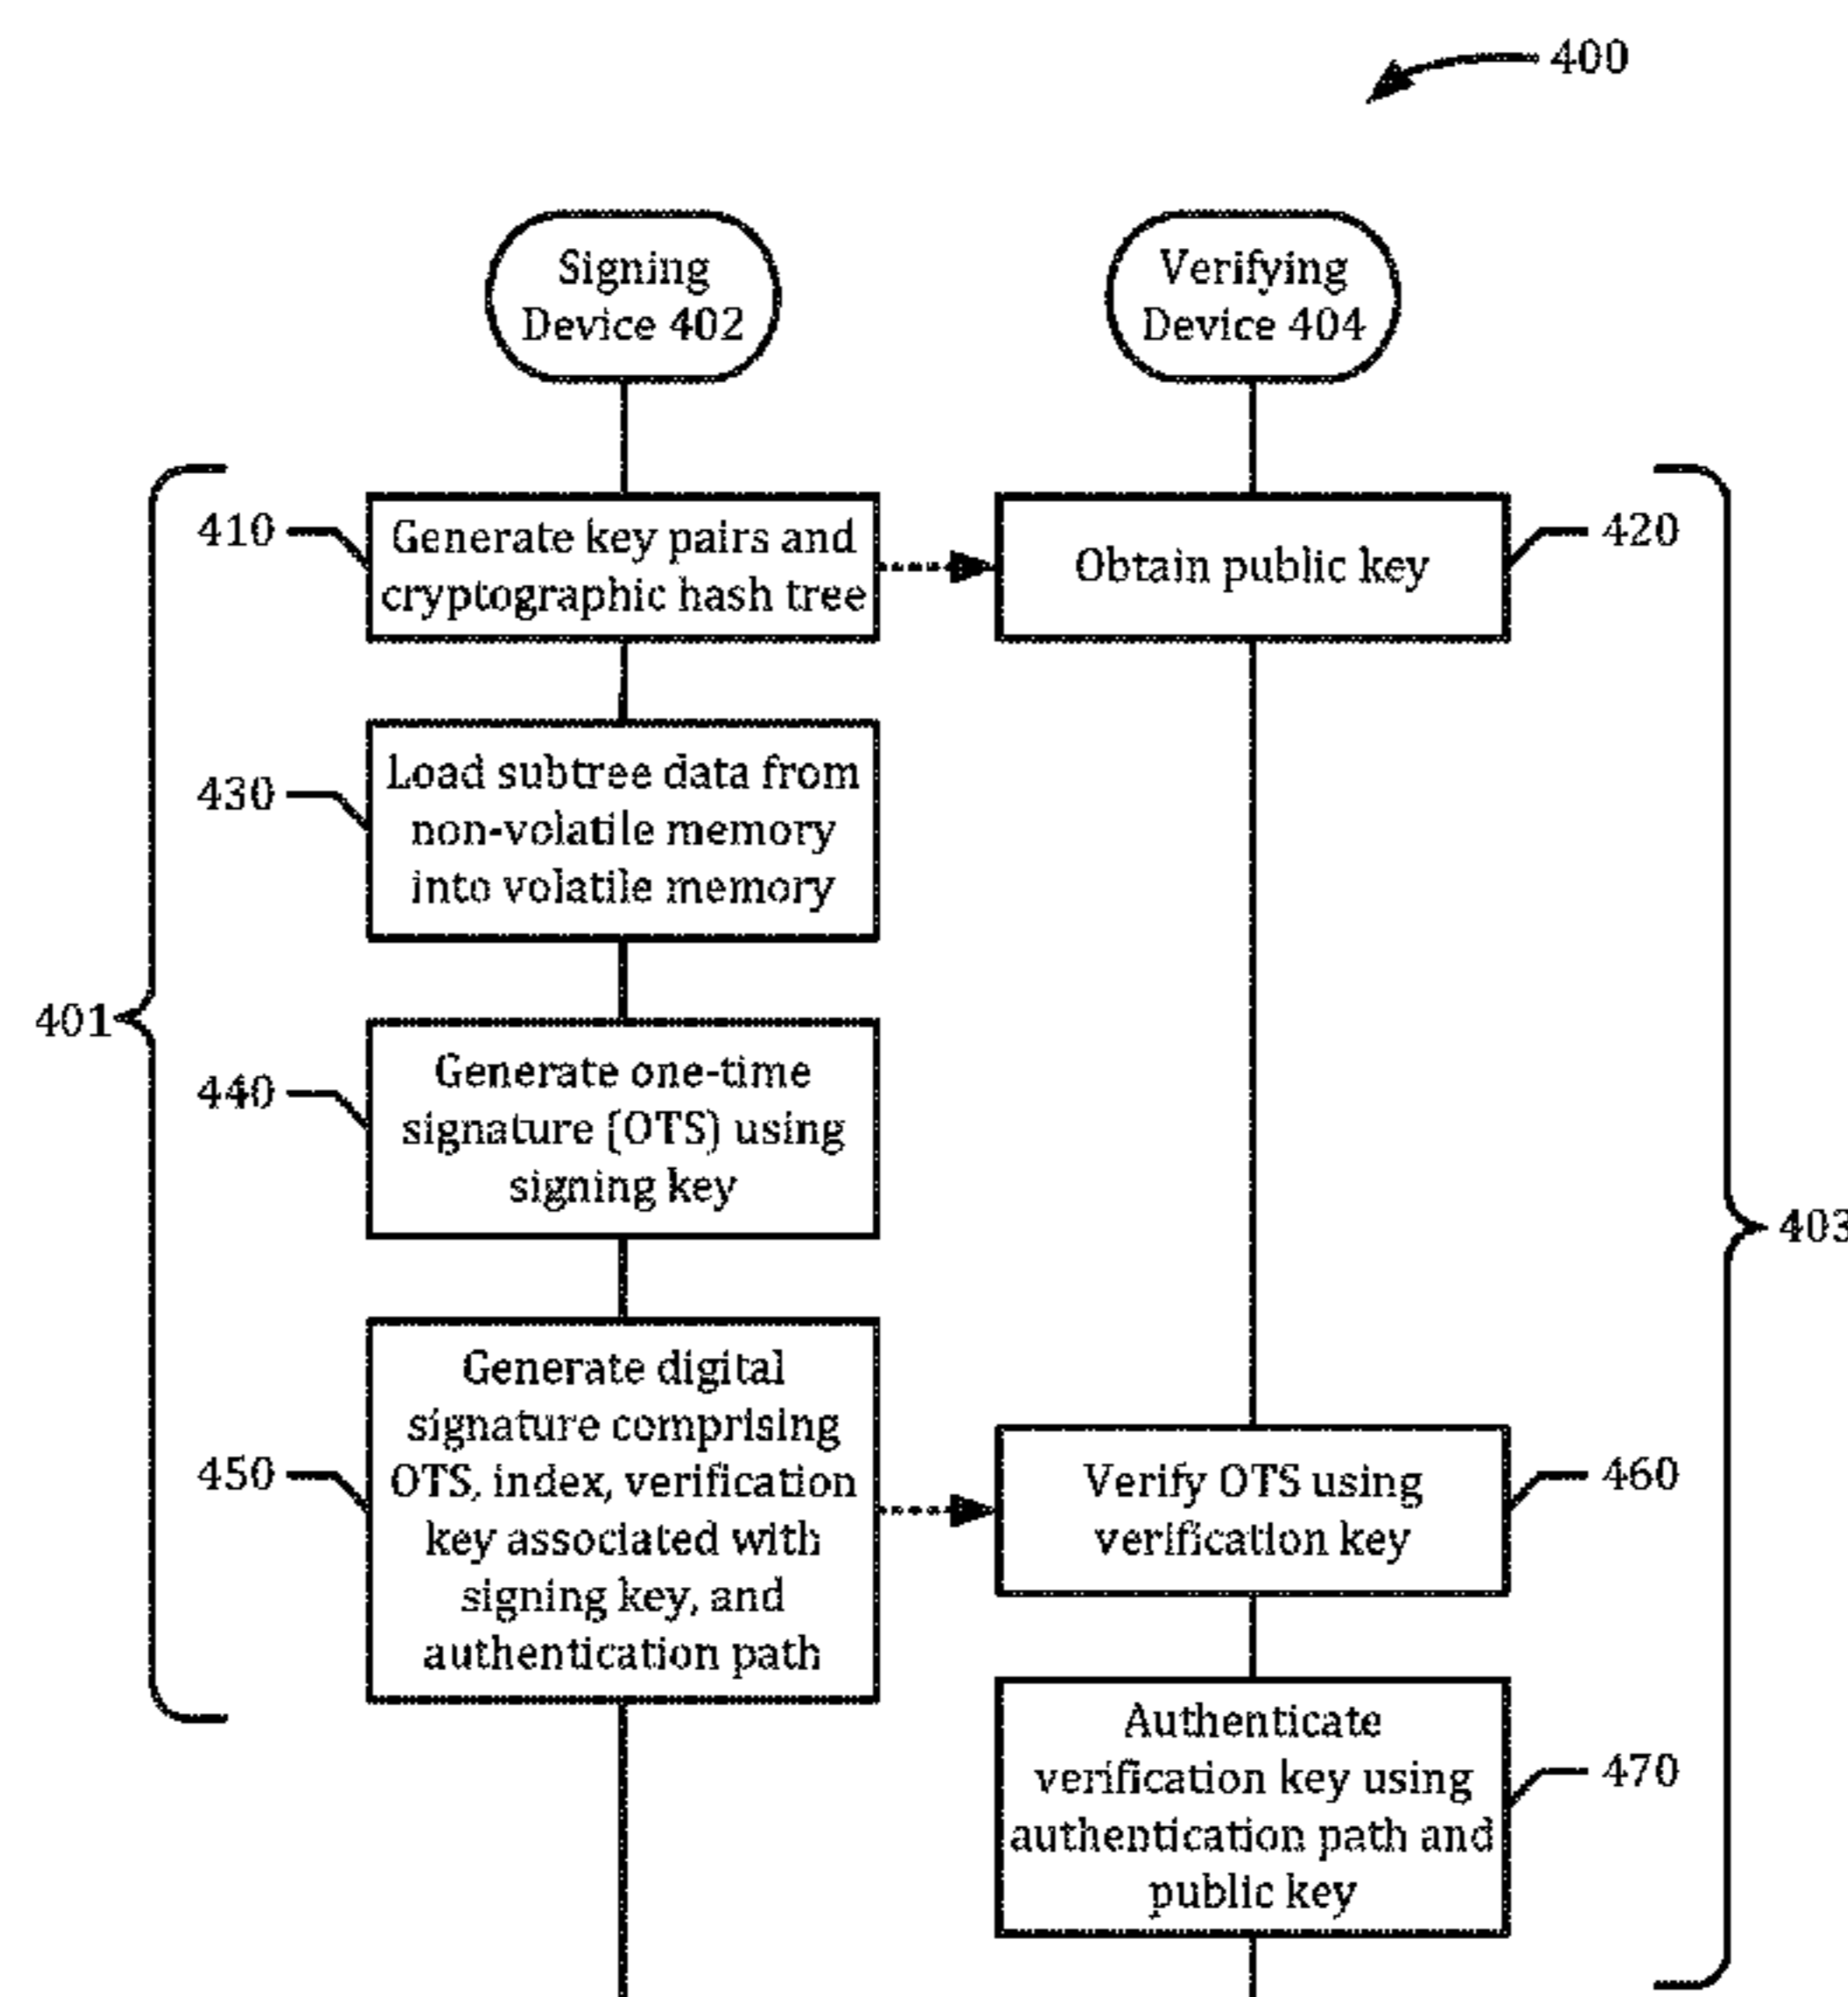 400
Signing
Device 402
Verifying
Device 404
410
Generate key pairs and
cryptographic hash tree
Obtain public key
420
430
Load subtree data from
non-volatile memory
into volatile memory
401
440
Generate one-time
signature (OTS) using
signing key
403
450
Generate digital
signature comprising
OTS, index, verification
key associated with
signing key, and
authentication path
Verify OTS using
verification key
460
Authenticate
verification key using
authentication path and
public key
470